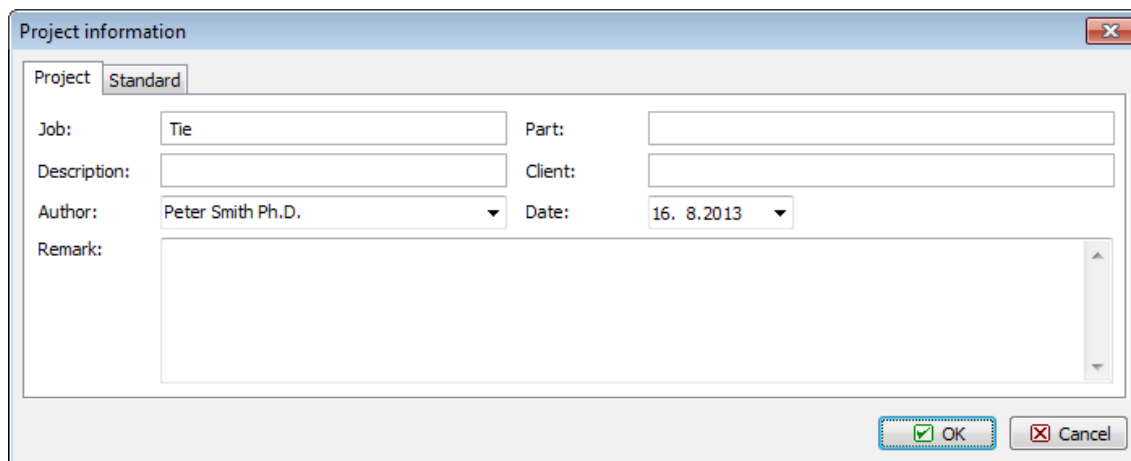 Project information
Project Standard
Job: Tie Part:
Description: Client:
Author: Peter Smith Ph.D. Date: 16. 8.2013
Remark:
OK Cancel